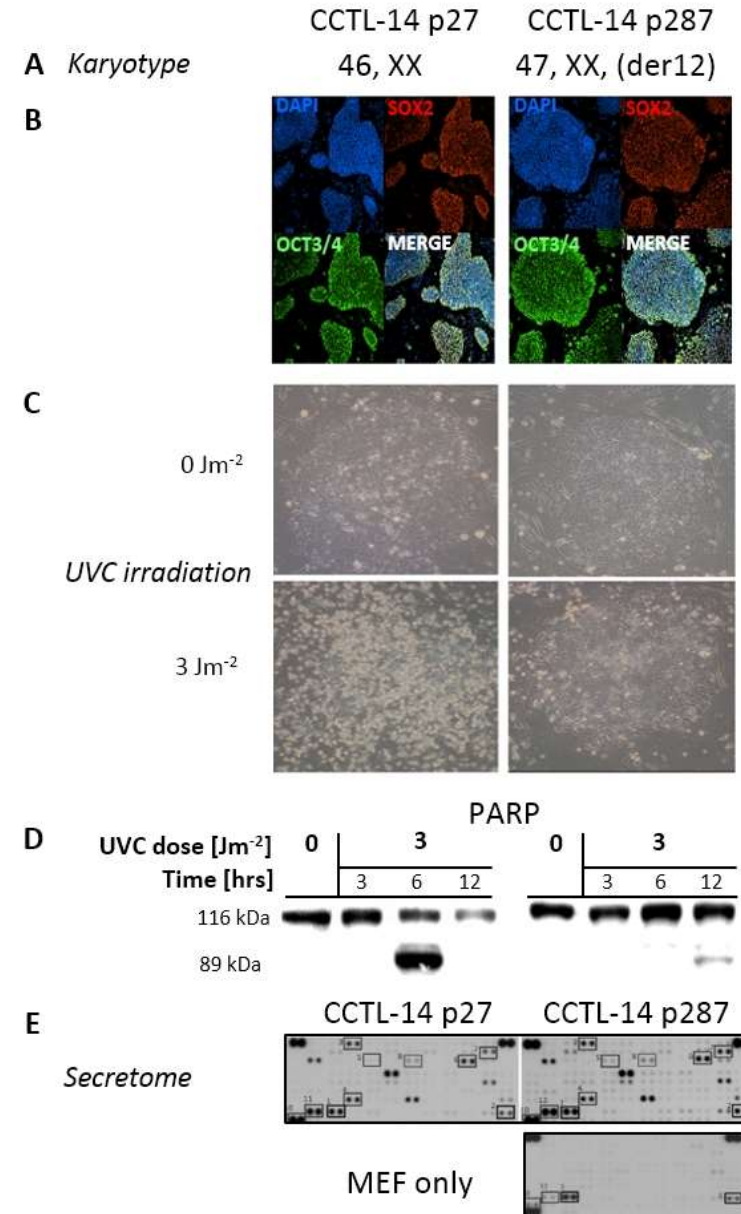 CCTL-14 p27 CCTL-14 p287
A Karyotype 46, XX 47, XX, (der12)
B
DAPI SOX2 DAPI SOX2
OCT3/4 MERGE OCT3/4 MERGE
C
0 Jm-2
UVC irradiation
3 Jm-2
PARP
D UVC dose [Jm-2] 0 3 0 3
Time [hrs] 3 6 12 3 6 12
116 kDa
89 kDa
E CCTL-14 p27 CCTL-14 p287
Secretome
MEF only